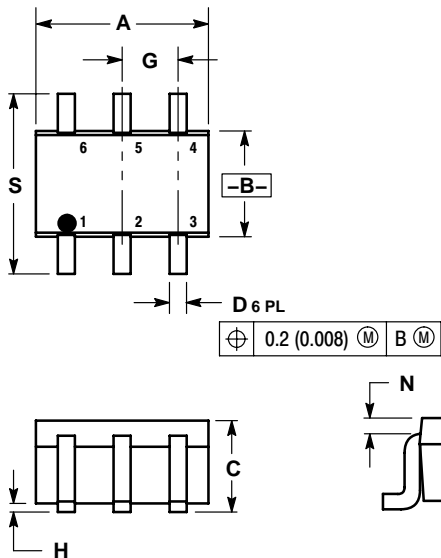 A
G
S
6 5 4
–B–
1 2 3
D 6 PL
⌖ 0.2 (0.008) Ⓜ B Ⓜ
N
C
H